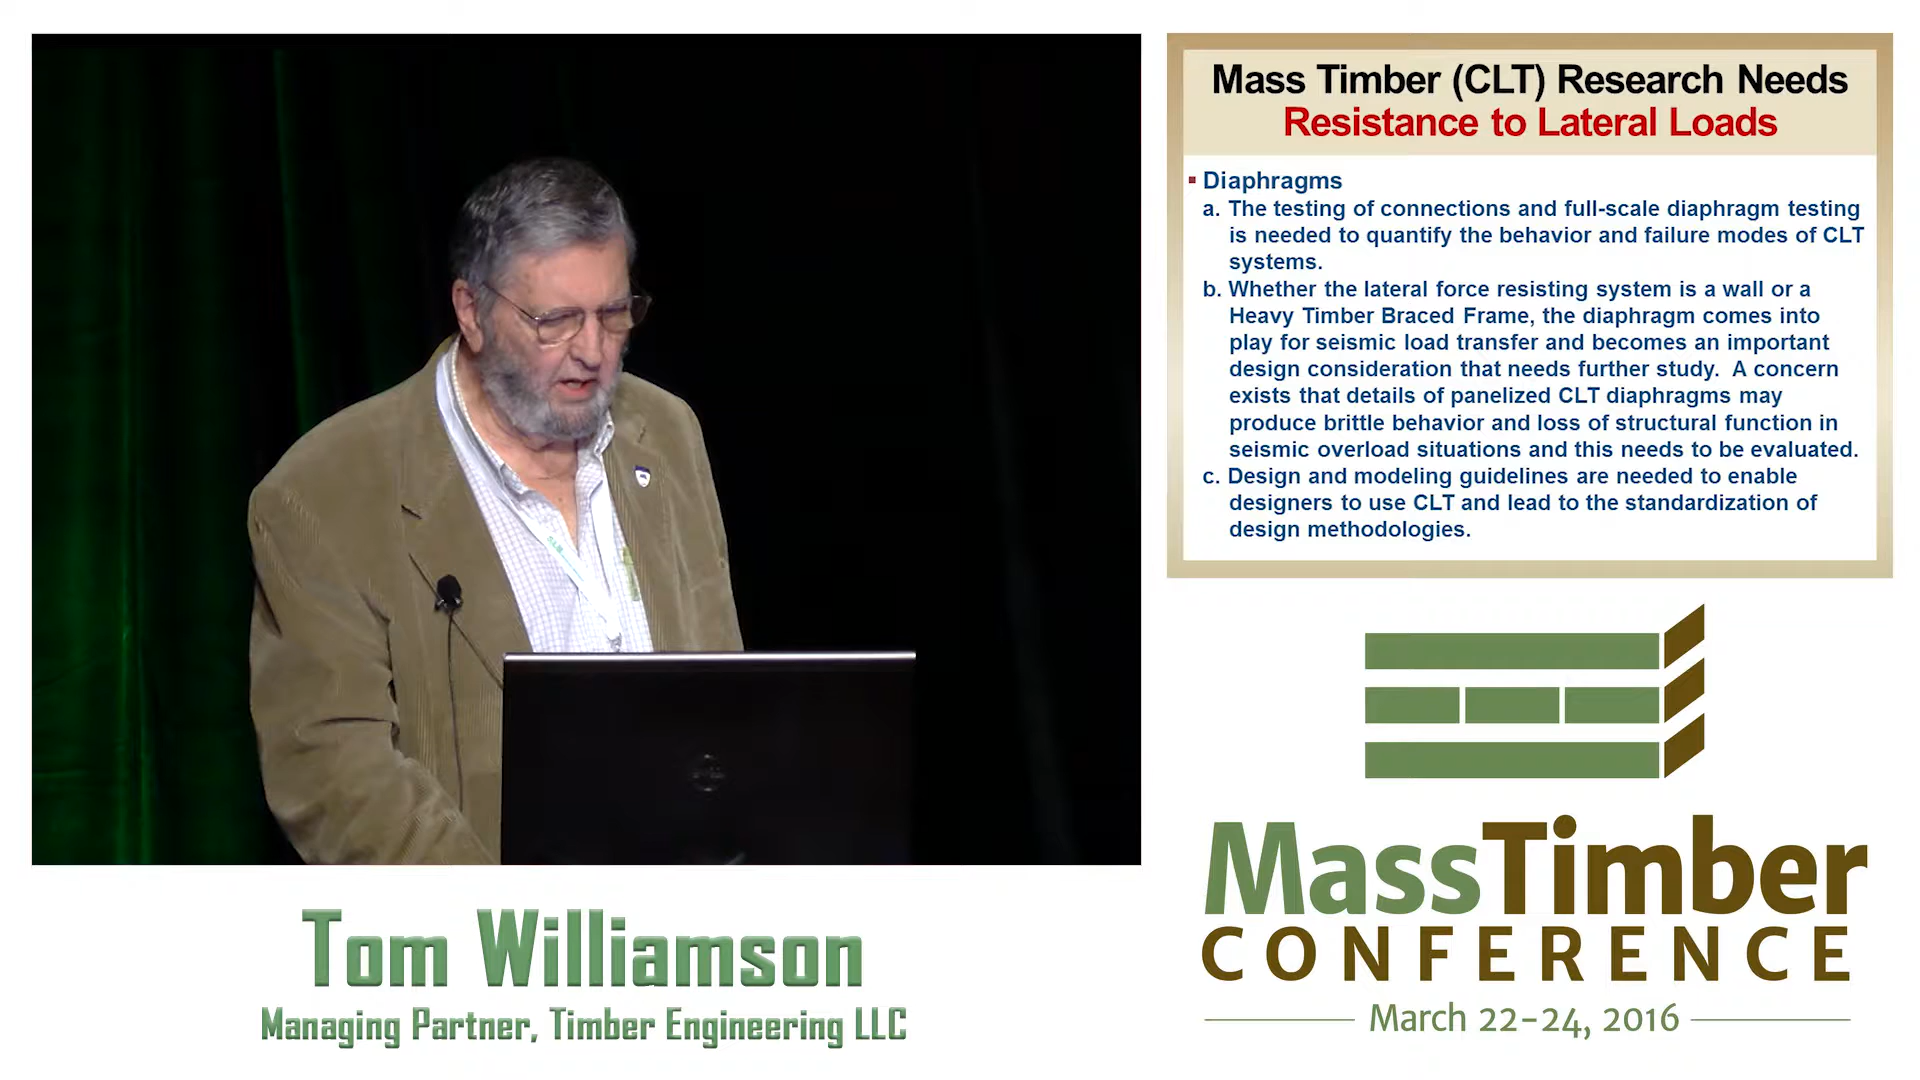 Mass Timber (CLT) Research Needs
Resistance to Lateral Loads
▪ Diaphragms
a. The testing of connections and full-scale diaphragm testing
is needed to quantify the behavior and failure modes of CLT
systems.
b. Whether the lateral force resisting system is a wall or a
Heavy Timber Braced Frame, the diaphragm comes into
play for seismic load transfer and becomes an important
design consideration that needs further study. A concern
exists that details of panelized CLT diaphragms may
produce brittle behavior and loss of structural function in
seismic overload situations and this needs to be evaluated.
c. Design and modeling guidelines are needed to enable
designers to use CLT and lead to the standardization of
design methodologies.
MassTimber
CONFERENCE
March 22-24, 2016
Tom Williamson
Managing Partner, Timber Engineering LLC